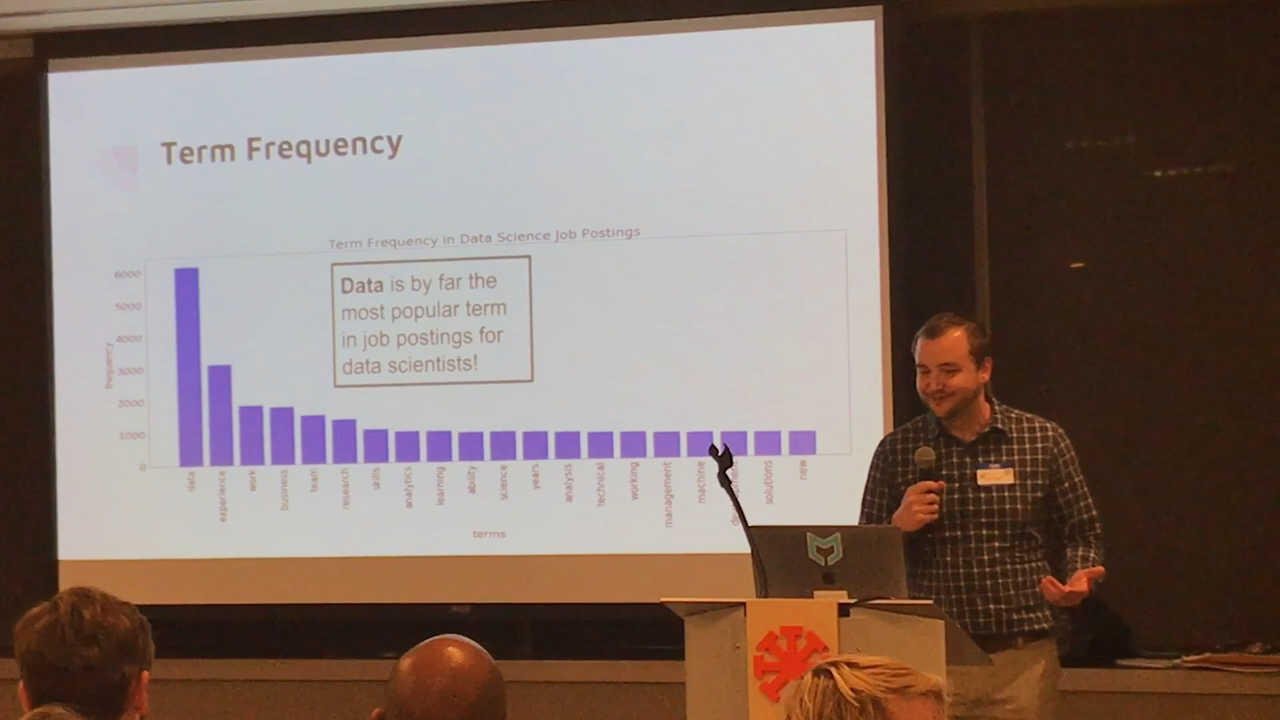 Term Frequency
Term Frequency in Data Science Job Postings
Data is by far the
most popular term
in job postings for
data scientists!
frequency
6000
5000
4000
3000
2000
1000
0
data
experience
work
business
team
research
skills
analytics
learning
ability
science
years
analysis
technical
working
management
machine
solutions
new
terms